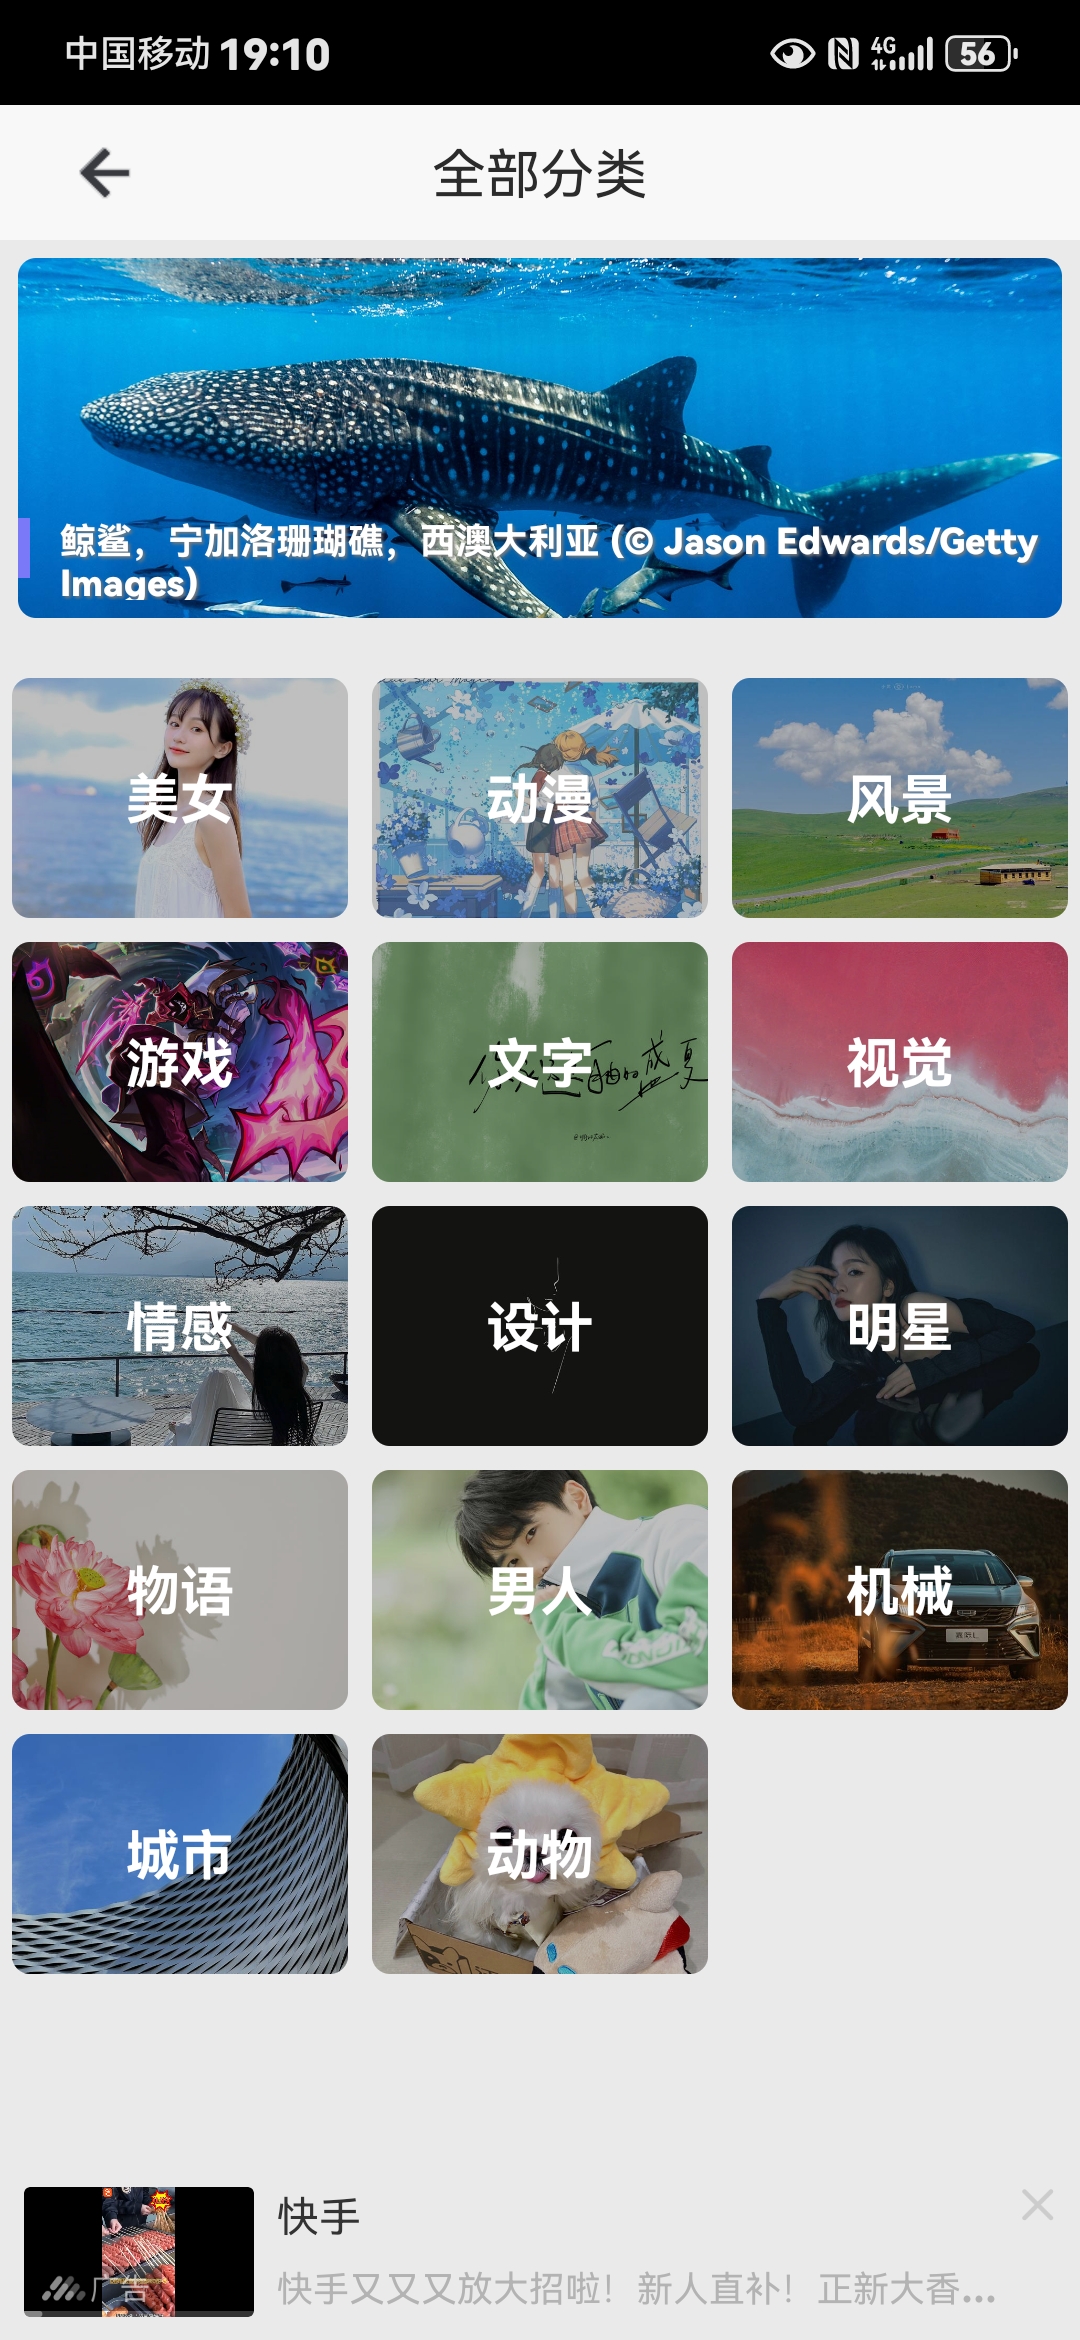 中国移动 19:10 4G 56
全部分类
鲸鲨，宁加洛珊瑚礁，西澳大利亚 (© Jason Edwards/Getty
Images)
美女 动漫 风景
游戏 文字 视觉
情感 设计 明星
物语 男人 机械
城市 动物
快手
广告
快手又又又放大招啦！新人直补！正新大香...